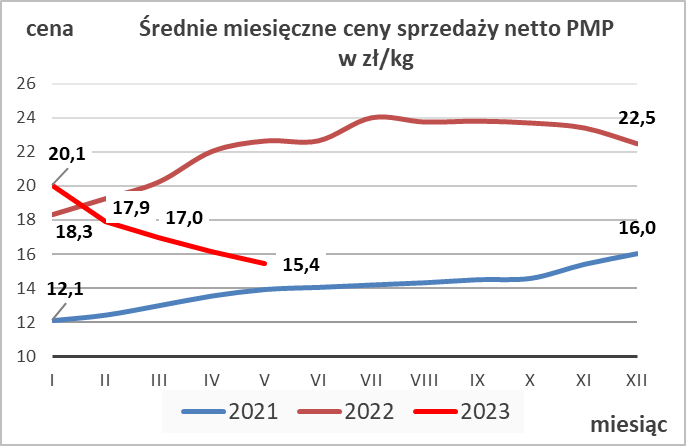 cena
Średnie miesięczne ceny sprzedaży netto PMP
w zł/kg
26
24
22
20
18
16
14
12
10
22,5
20,1
17,9
17,0
18,3
16,0
15,4
12,1
I II III IV V VI VII VIII IX X XI XII
2021 2022 2023
miesiąc